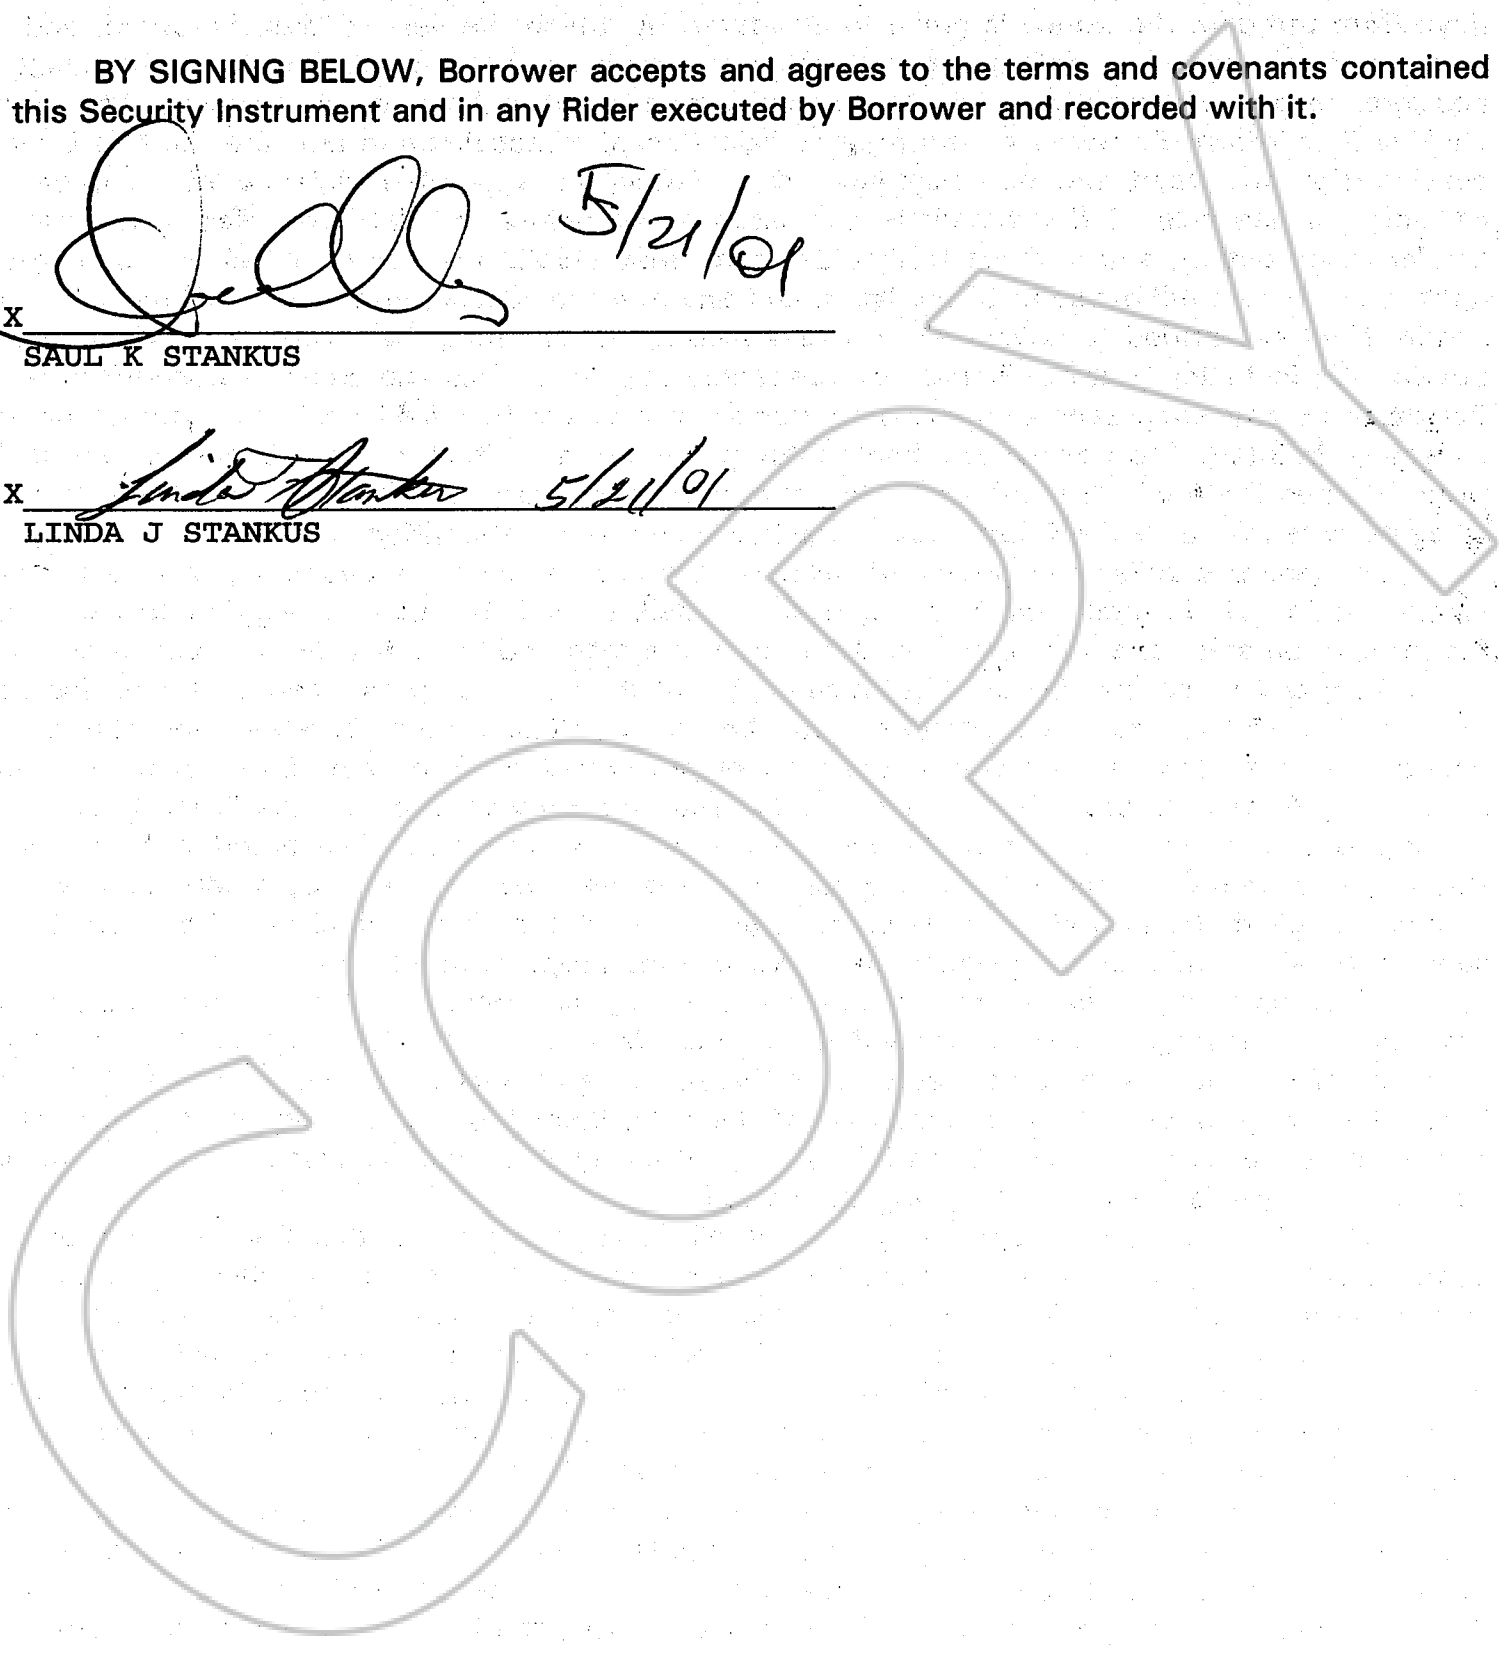 BY SIGNING BELOW, Borrower accepts and agrees to the terms and covenants contained
this Security Instrument and in any Rider executed by Borrower and recorded with it.
5/21/01
X
SAUL K STANKUS
X Linda J Stankus 5/21/01
LINDA J STANKUS
COPY